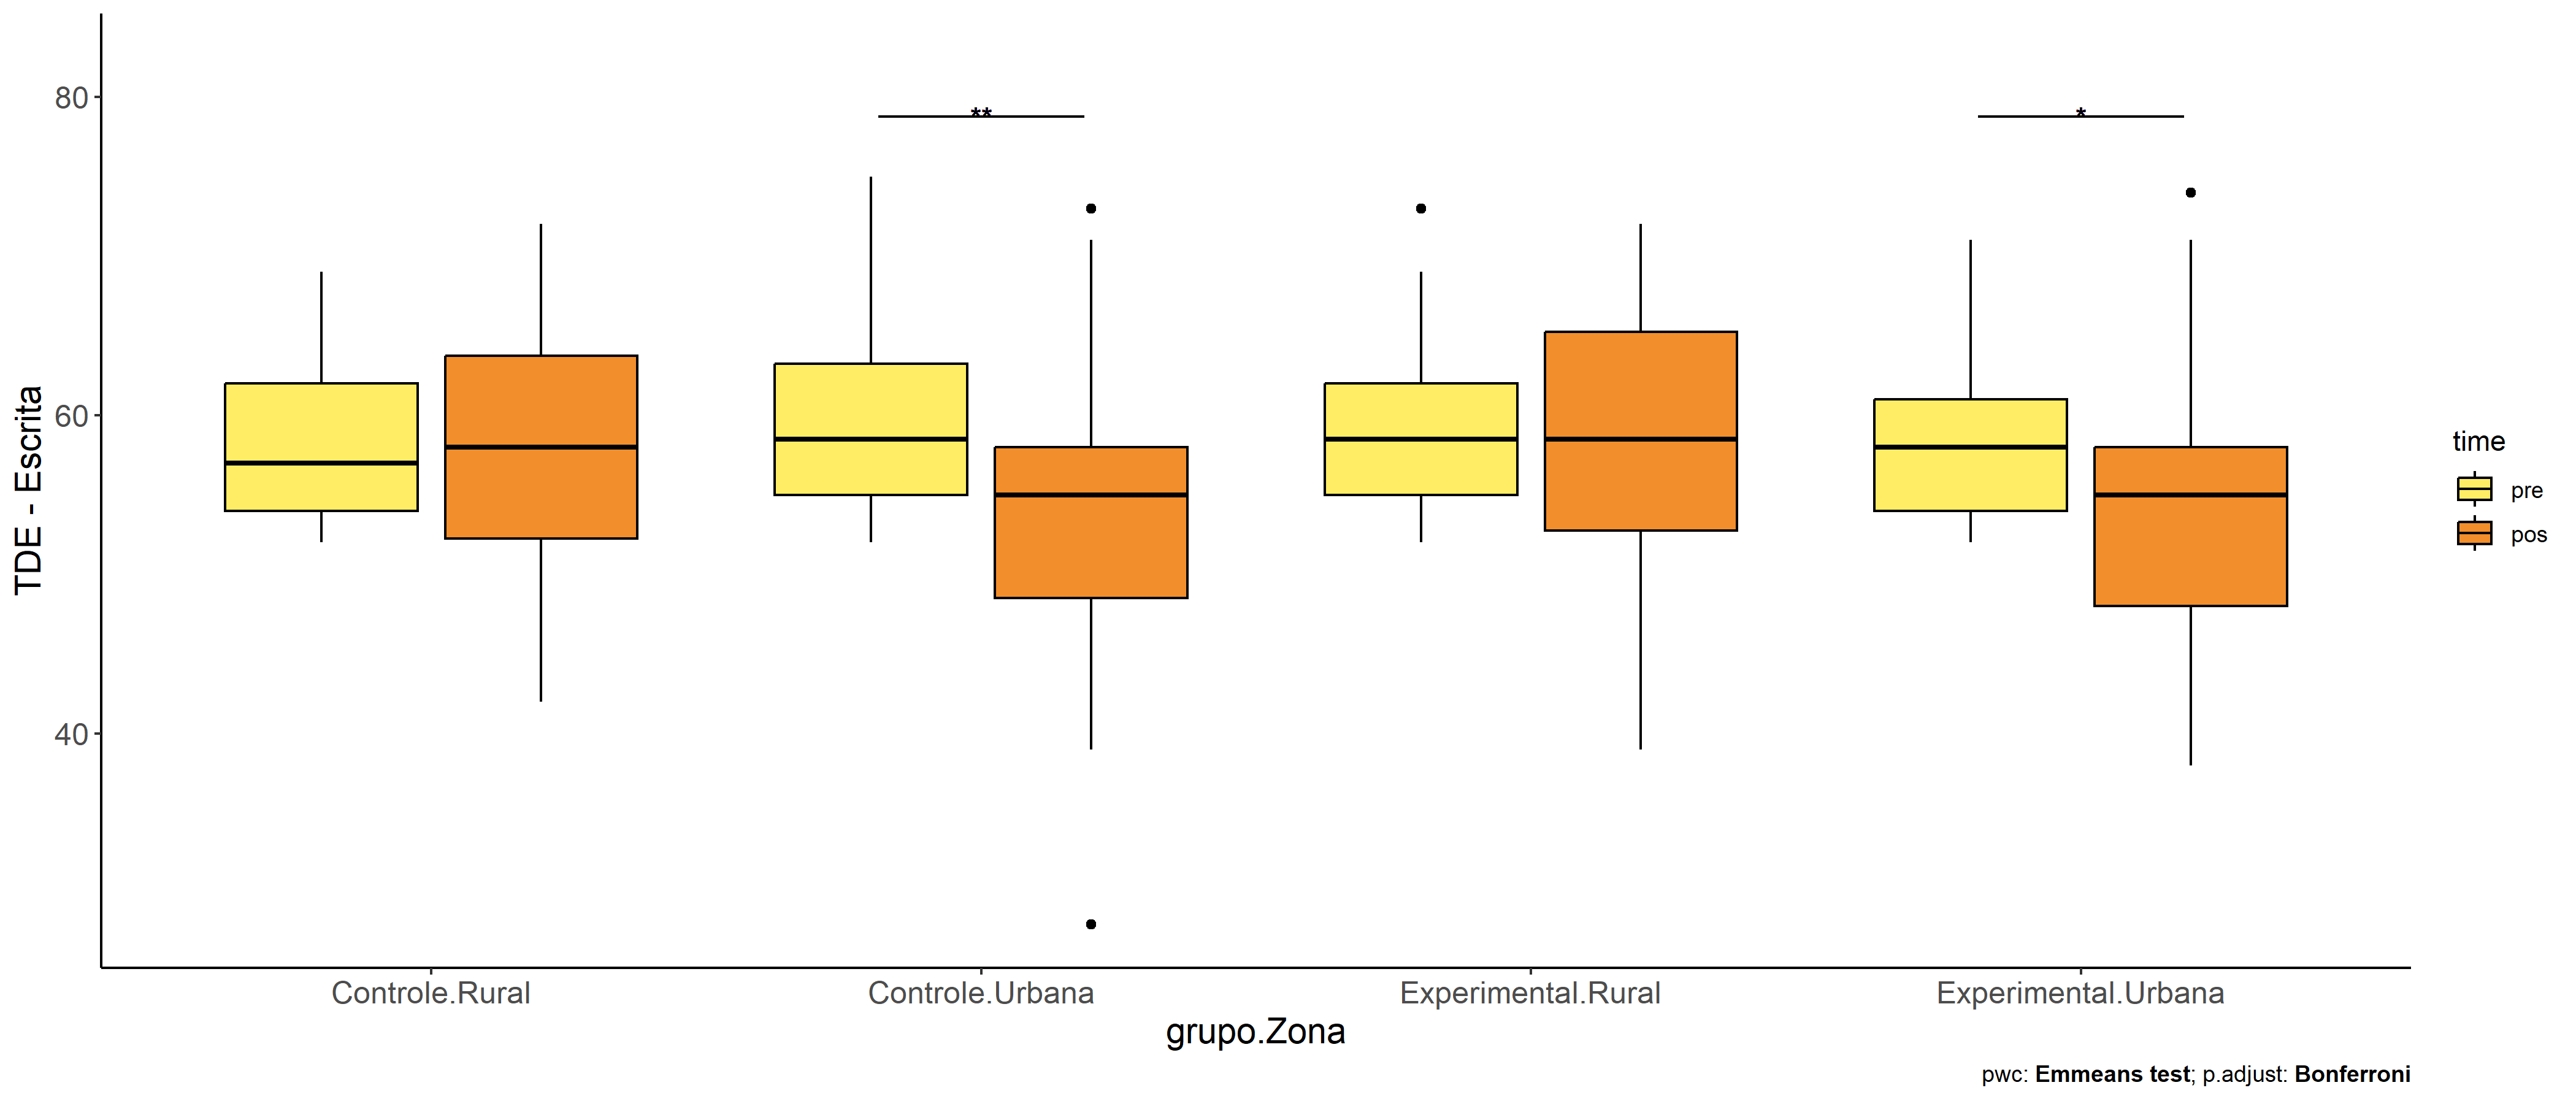 TDE - Escrita
80
60
40
**
*
Controle.Rural
Controle.Urbana
Experimental.Rural
Experimental.Urbana
grupo.Zona
time
pre
pos
pwc: Emmeans test; p.adjust: Bonferroni